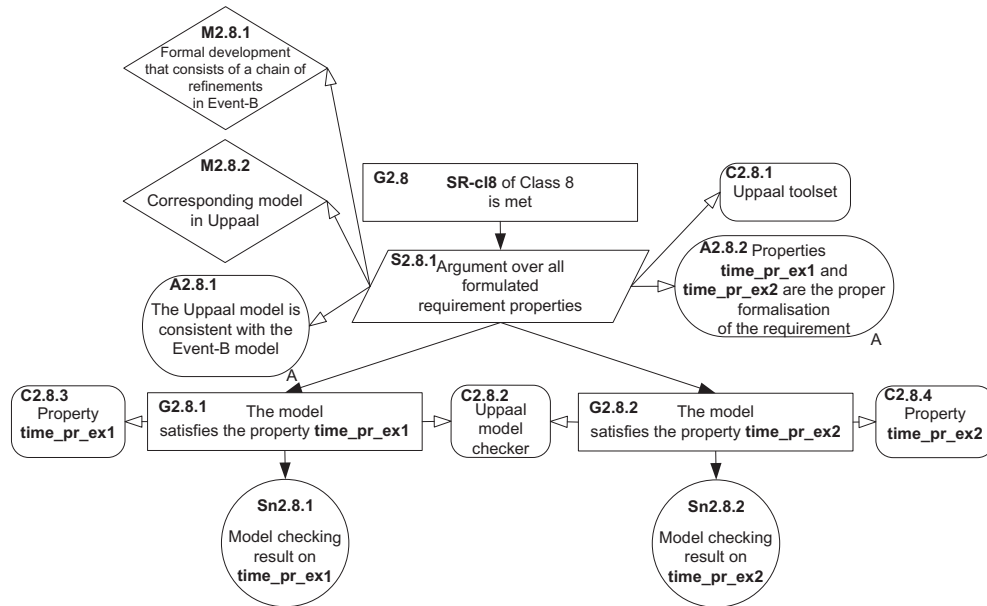 M2.8.1
Formal development
that consists of a chain of
refinements
in Event-B
M2.8.2
Corresponding model
in Uppaal
G2.8
SR-cl8 of Class 8
is met
C2.8.1
Uppaal toolset
S2.8.1
Argument over all
formulated
requirement properties
A2.8.2 Properties
time_pr_ex1 and
time_pr_ex2 are the proper
formalisation
of the requirement
A
A2.8.1
The Uppaal model is
consistent with the
Event-B model
A
C2.8.3
Property
time_pr_ex1
G2.8.1
The model
satisfies the property time_pr_ex1
C2.8.2
Uppaal
model
checker
G2.8.2
The model
satisfies the property time_pr_ex2
C2.8.4
Property
time_pr_ex2
Sn2.8.1
Model checking
result on
time_pr_ex1
Sn2.8.2
Model checking
result on
time_pr_ex2